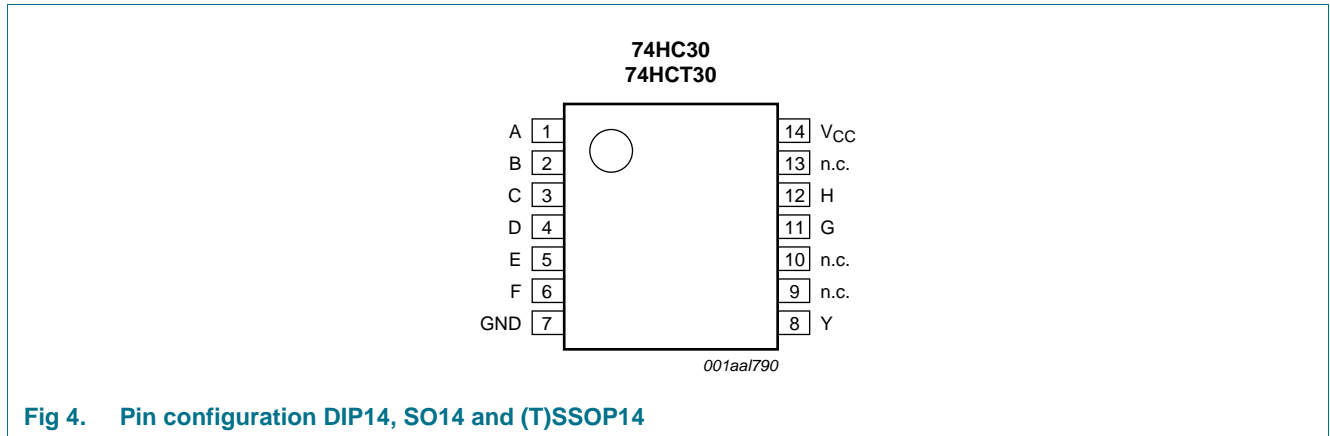 74HC30
74HCT30
A 1 14 VCC
B 2 13 n.c.
C 3 12 H
D 4 11 G
E 5 10 n.c.
F 6 9 n.c.
GND 7 8 Y
001aal790
Fig 4. Pin configuration DIP14, SO14 and (T)SSOP14